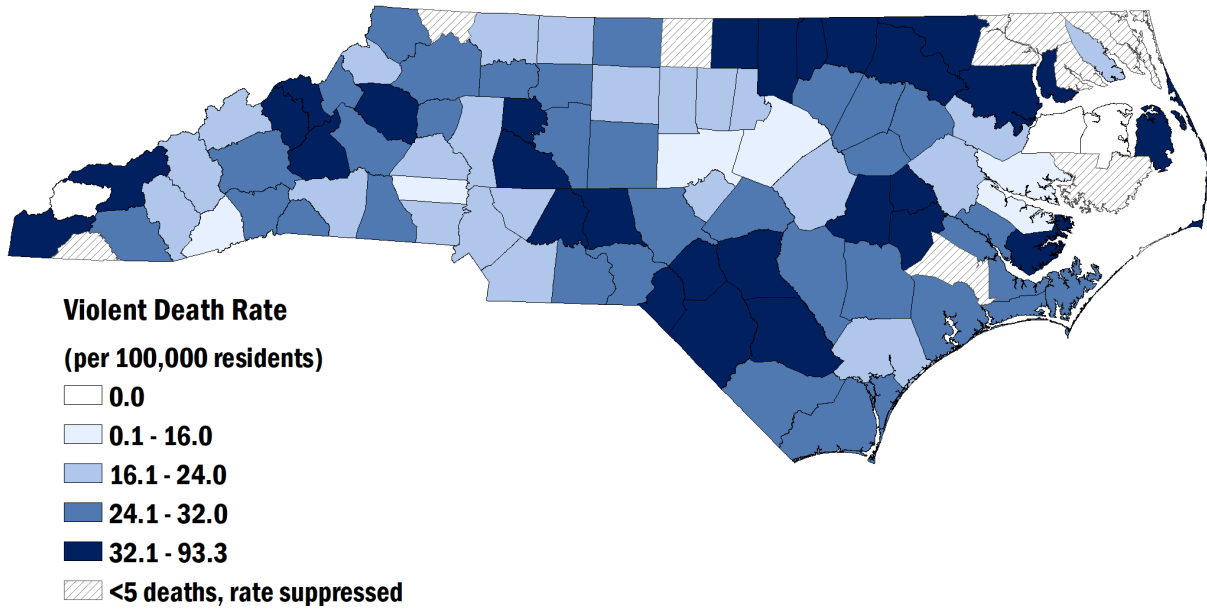 Violent Death Rate
(per 100,000 residents)
0.0
0.1 - 16.0
16.1 - 24.0
24.1 - 32.0
32.1 - 93.3
<5 deaths, rate suppressed